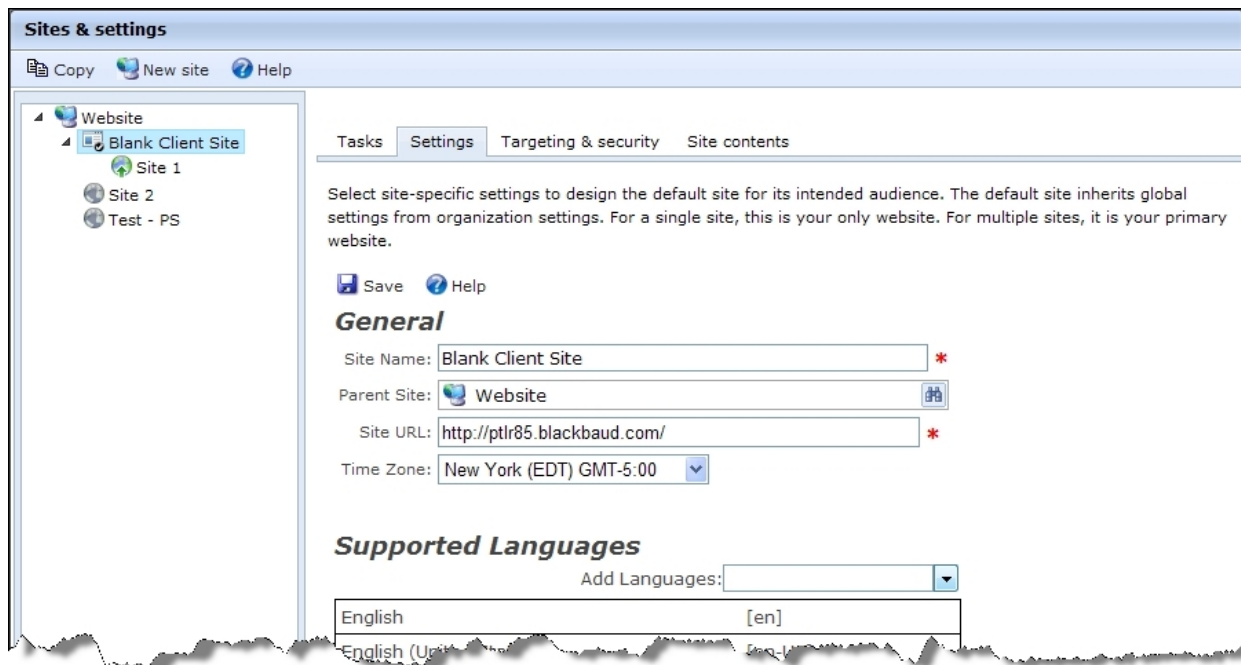 Sites & settings
Copy New site Help
Website
Blank Client Site
Site 1
Site 2
Test - PS
Tasks Settings Targeting & security Site contents
Select site-specific settings to design the default site for its intended audience. The default site inherits global
settings from organization settings. For a single site, this is your only website. For multiple sites, it is your primary
website.
Save Help
General
Site Name: Blank Client Site *
Parent Site: Website
Site URL: http://ptlr85.blackbaud.com/ *
Time Zone: New York (EDT) GMT-5:00
Supported Languages
Add Languages:
English [en]
English